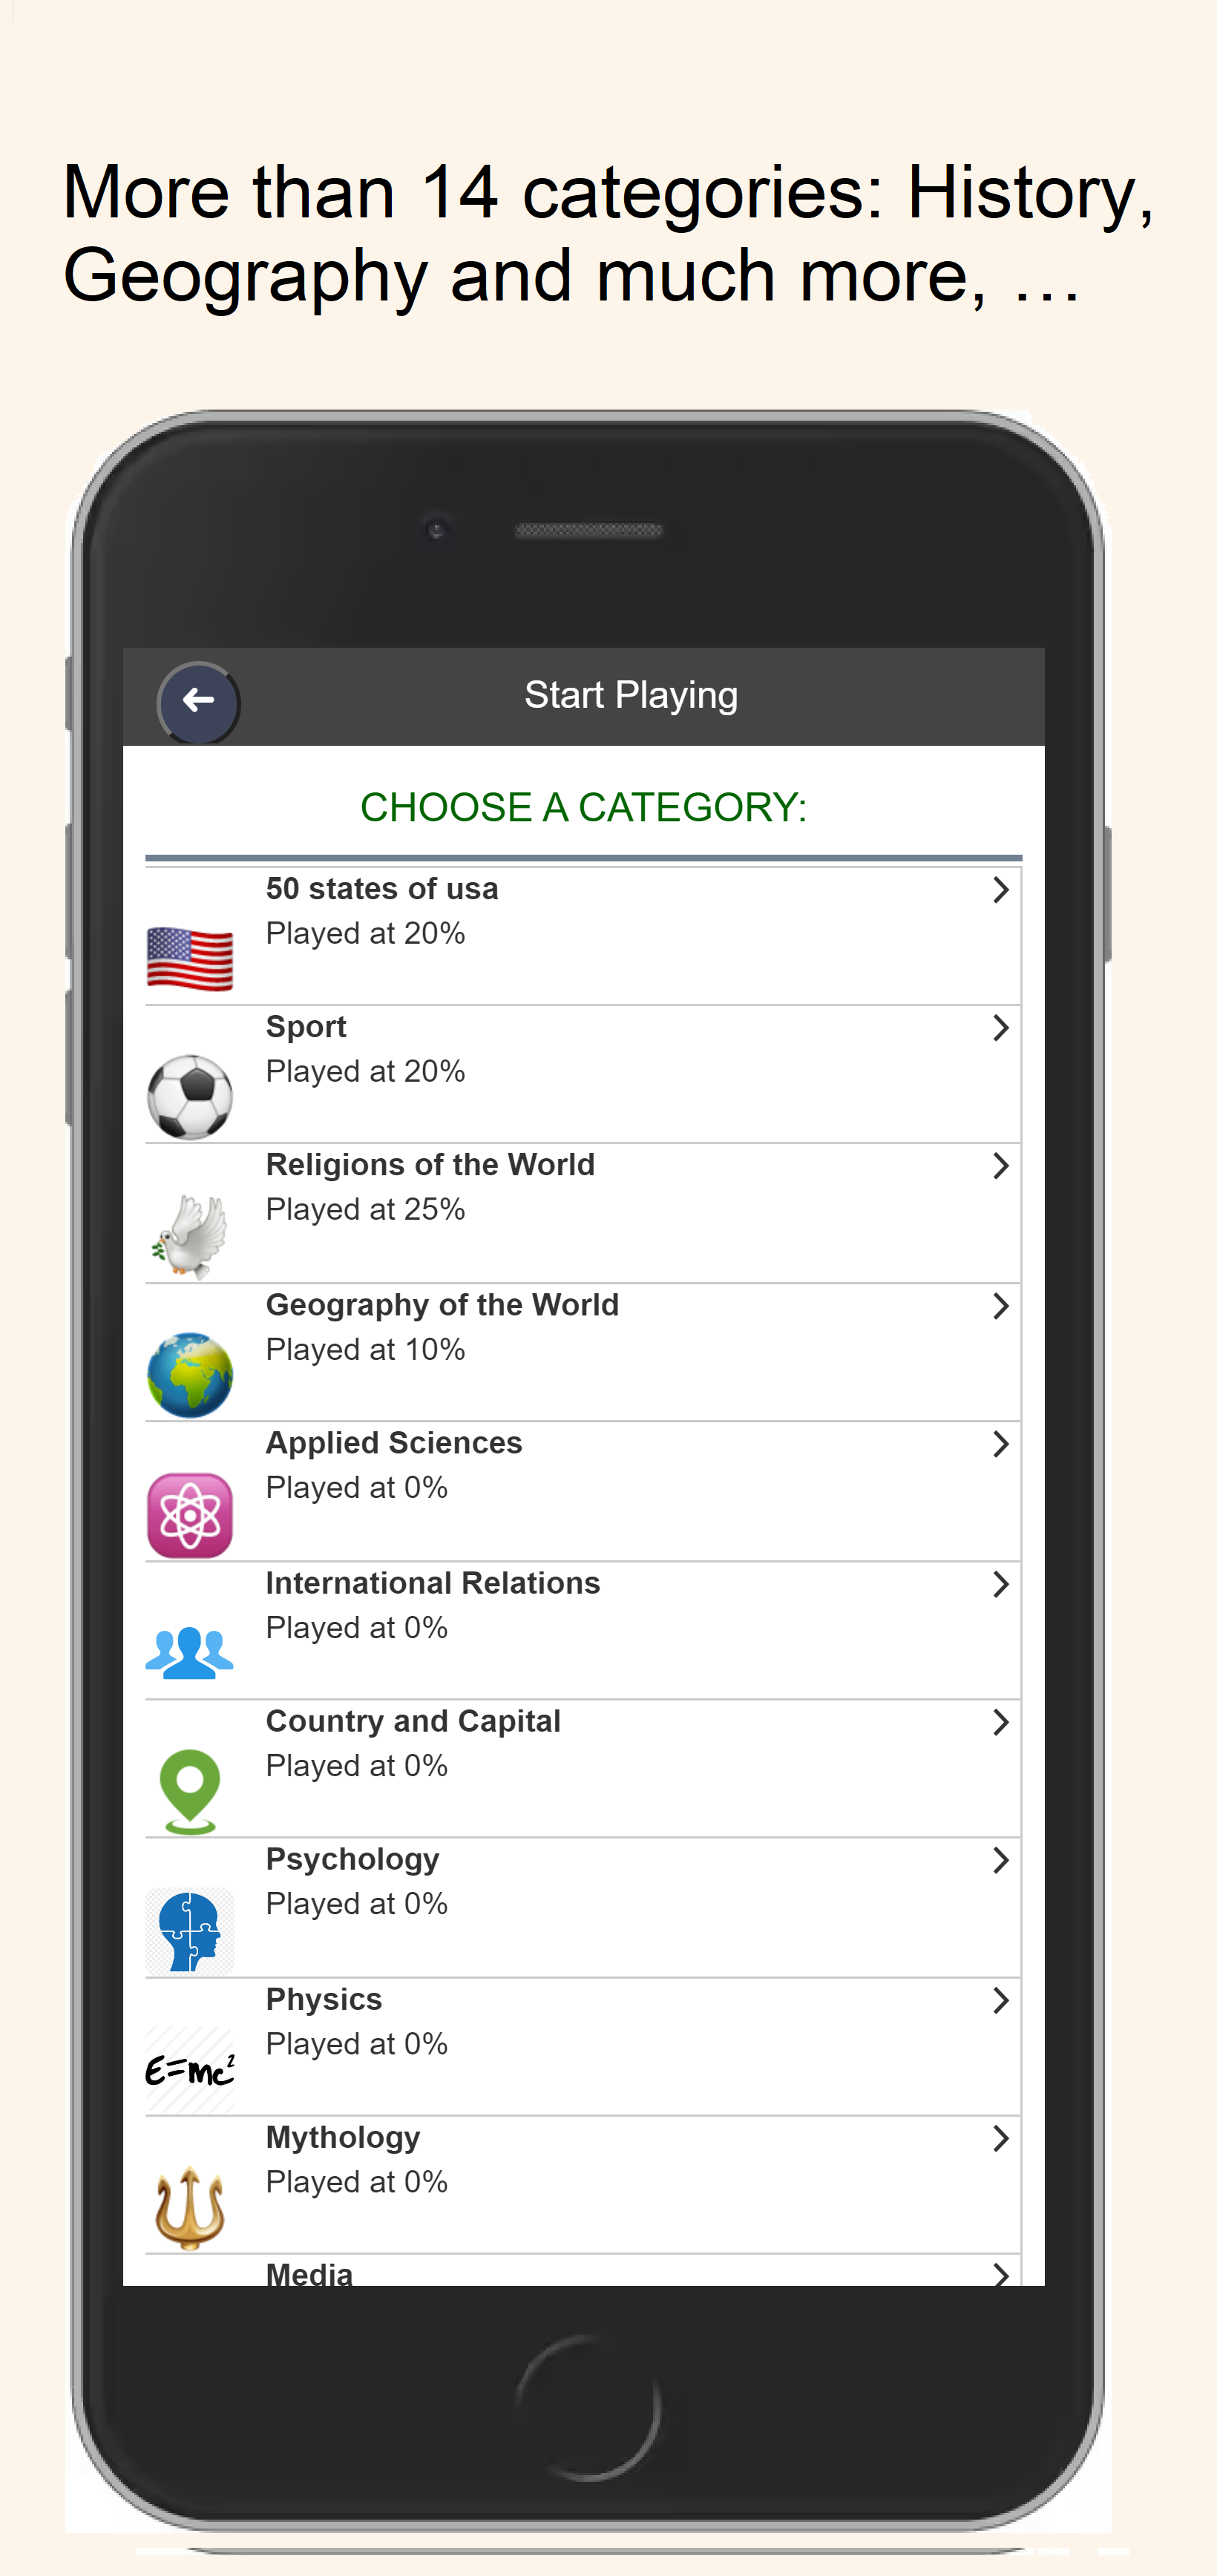 More than 14 categories: History,
Geography and much more, …
Start Playing
CHOOSE A CATEGORY:
50 states of usa
Played at 20%
Sport
Played at 20%
Religions of the World
Played at 25%
Geography of the World
Played at 10%
Applied Sciences
Played at 0%
International Relations
Played at 0%
Country and Capital
Played at 0%
Psychology
Played at 0%
Physics
Played at 0%
E=mc²
Mythology
Played at 0%
Media